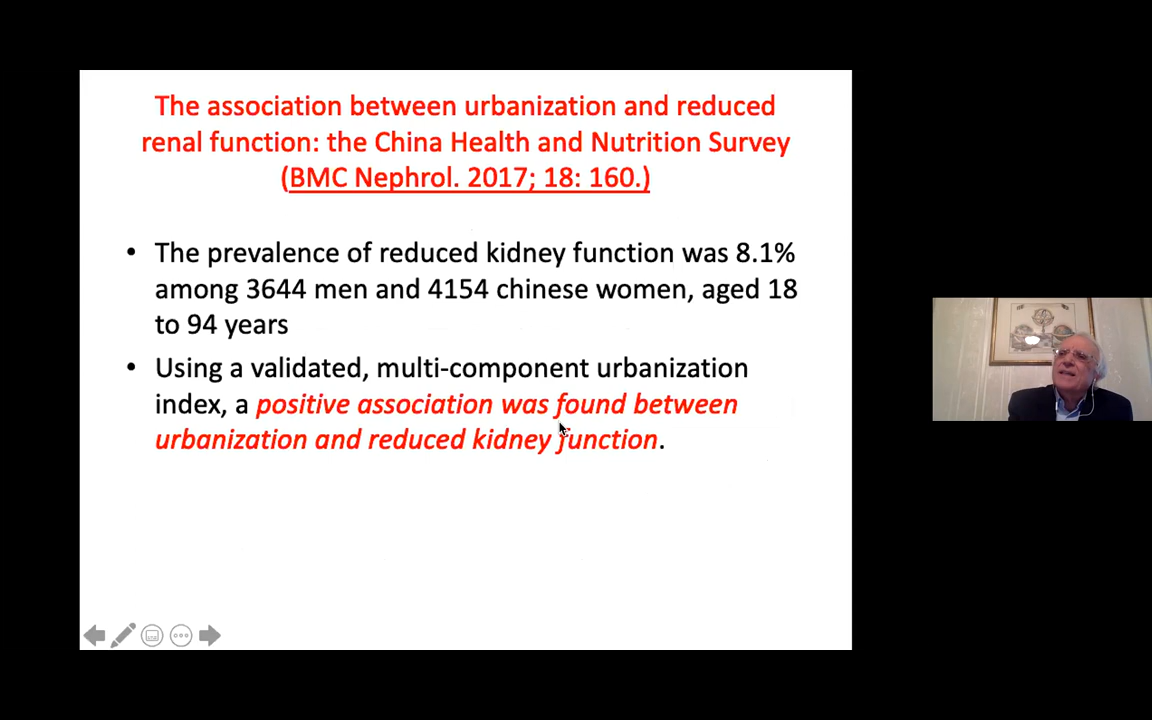 The association between urbanization and reduced
renal function: the China Health and Nutrition Survey
(BMC Nephrol. 2017; 18: 160.)
• The prevalence of reduced kidney function was 8.1%
among 3644 men and 4154 chinese women, aged 18
to 94 years
• Using a validated, multi-component urbanization
index, a positive association was found between
urbanization and reduced kidney function.